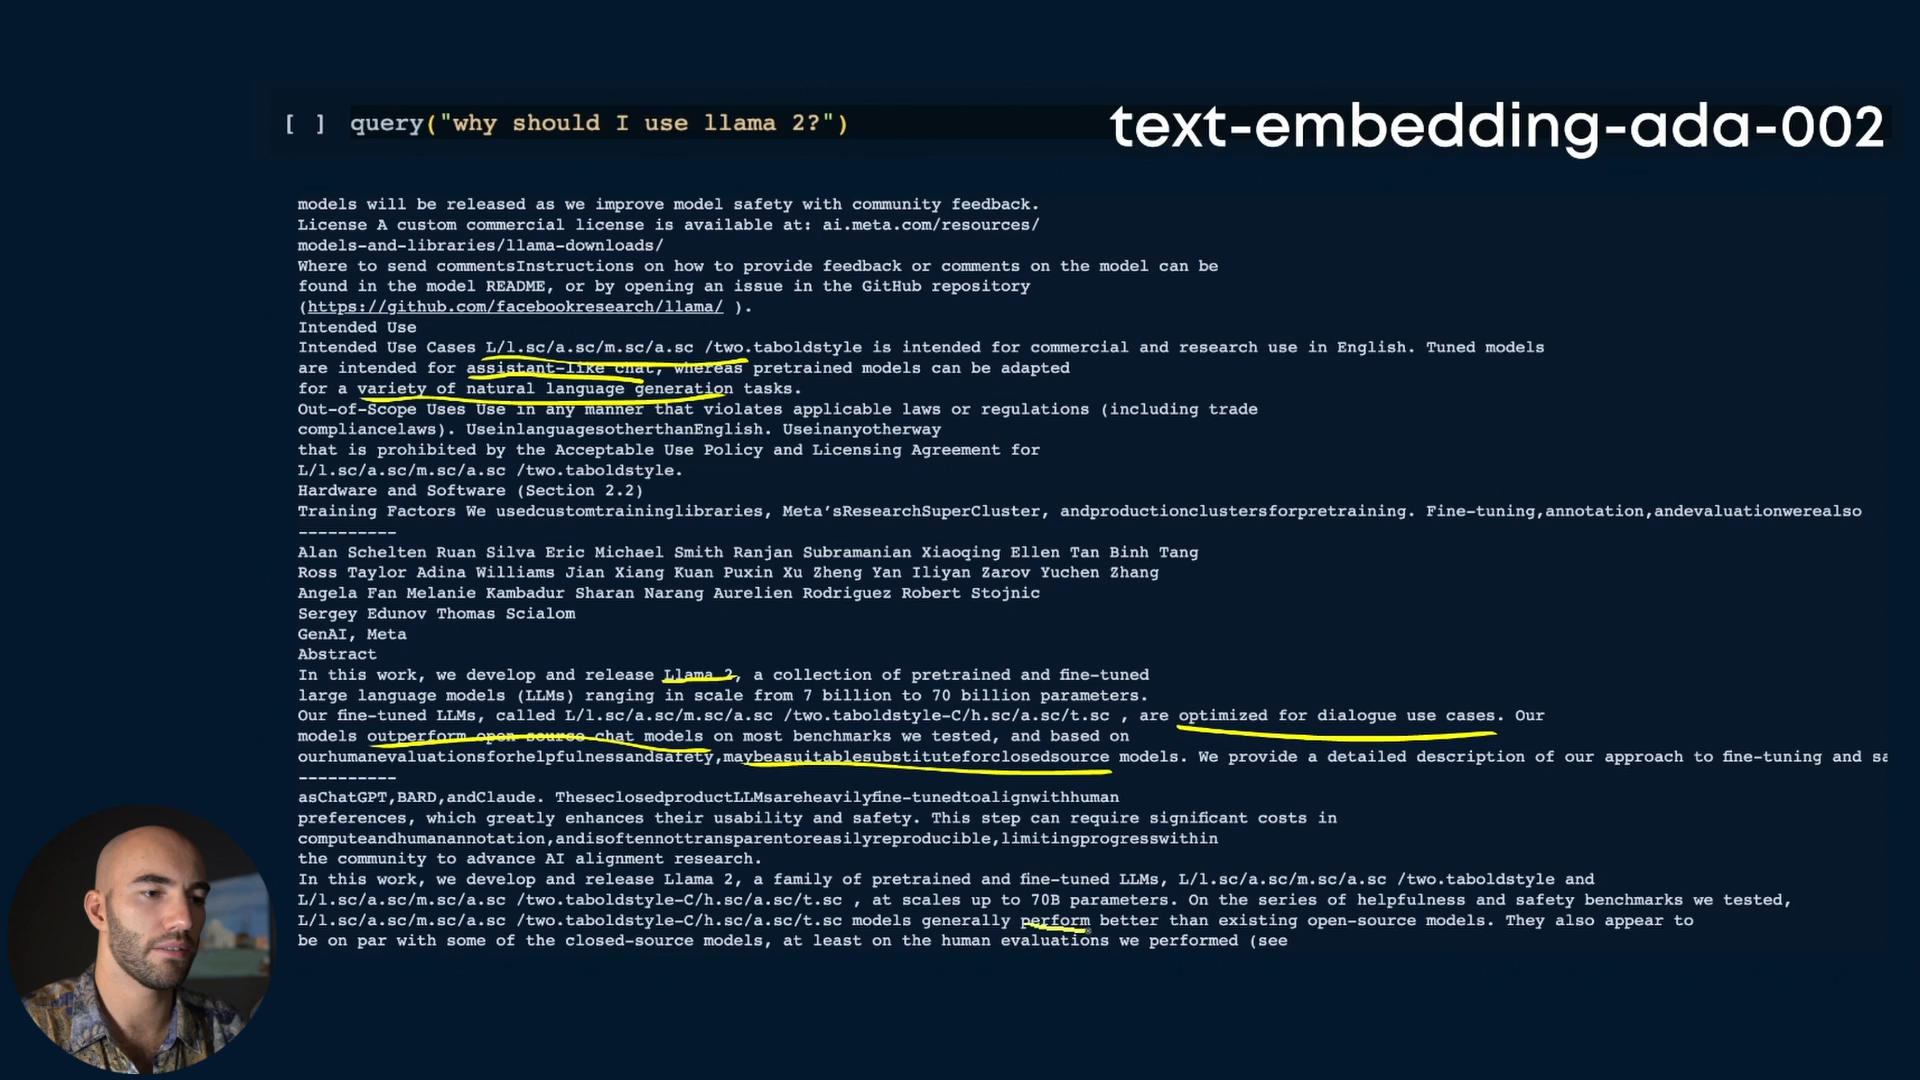 [ ] query("why should I use llama 2?")
text-embedding-ada-002
models will be released as we improve model safety with community feedback.
License A custom commercial license is available at: ai.meta.com/resources/
models-and-libraries/llama-downloads/
Where to send commentsInstructions on how to provide feedback or comments on the model can be
found in the model README, or by opening an issue in the GitHub repository
(https://github.com/facebookresearch/llama/ ).
Intended Use
Intended Use Cases L/l.sc/a.sc/m.sc/a.sc /two.taboldstyle is intended for commercial and research use in English. Tuned models
are intended for assistant-like chat, whereas pretrained models can be adapted
for a variety of natural language generation tasks.
Out-of-Scope Uses Use in any manner that violates applicable laws or regulations (including trade
compliancelaws). UseinlanguagesotherthanEnglish. Useinanyotherway
that is prohibited by the Acceptable Use Policy and Licensing Agreement for
L/l.sc/a.sc/m.sc/a.sc /two.taboldstyle.
Hardware and Software (Section 2.2)
Training Factors We usedcustomtraininglibraries, Meta’sResearchSuperCluster, andproductionclustersforpretraining. Fine-tuning,annotation,andevaluationwerealso
----------
Alan Schelten Ruan Silva Eric Michael Smith Ranjan Subramanian Xiaoqing Ellen Tan Binh Tang
Ross Taylor Adina Williams Jian Xiang Kuan Puxin Xu Zheng Yan Iliyan Zarov Yuchen Zhang
Angela Fan Melanie Kambadur Sharan Narang Aurelien Rodriguez Robert Stojnic
Sergey Edunov Thomas Scialom
GenAI, Meta
Abstract
In this work, we develop and release Llama 2, a collection of pretrained and fine-tuned
large language models (LLMs) ranging in scale from 7 billion to 70 billion parameters.
Our fine-tuned LLMs, called L/l.sc/a.sc/m.sc/a.sc /two.taboldstyle-C/h.sc/a.sc/t.sc , are optimized for dialogue use cases. Our
models outperform open-source chat models on most benchmarks we tested, and based on
ourhumanevaluationsforhelpfulnessandsafety,maybeasuitablesubstituteforclosedsource models. We provide a detailed description of our approach to fine-tuning and sa
----------
asChatGPT,BARD,andClaude. TheseclosedproductLLMsareheavilyfine-tunedtoalignwithhuman
preferences, which greatly enhances their usability and safety. This step can require significant costs in
computeandhumanannotation,andisoftennottransparentoreasilyreproducible,limitingprogresswithin
the community to advance AI alignment research.
In this work, we develop and release Llama 2, a family of pretrained and fine-tuned LLMs, L/l.sc/a.sc/m.sc/a.sc /two.taboldstyle and
L/l.sc/a.sc/m.sc/a.sc /two.taboldstyle-C/h.sc/a.sc/t.sc , at scales up to 70B parameters. On the series of helpfulness and safety benchmarks we tested,
L/l.sc/a.sc/m.sc/a.sc /two.taboldstyle-C/h.sc/a.sc/t.sc models generally perform better than existing open-source models. They also appear to
be on par with some of the closed-source models, at least on the human evaluations we performed (see